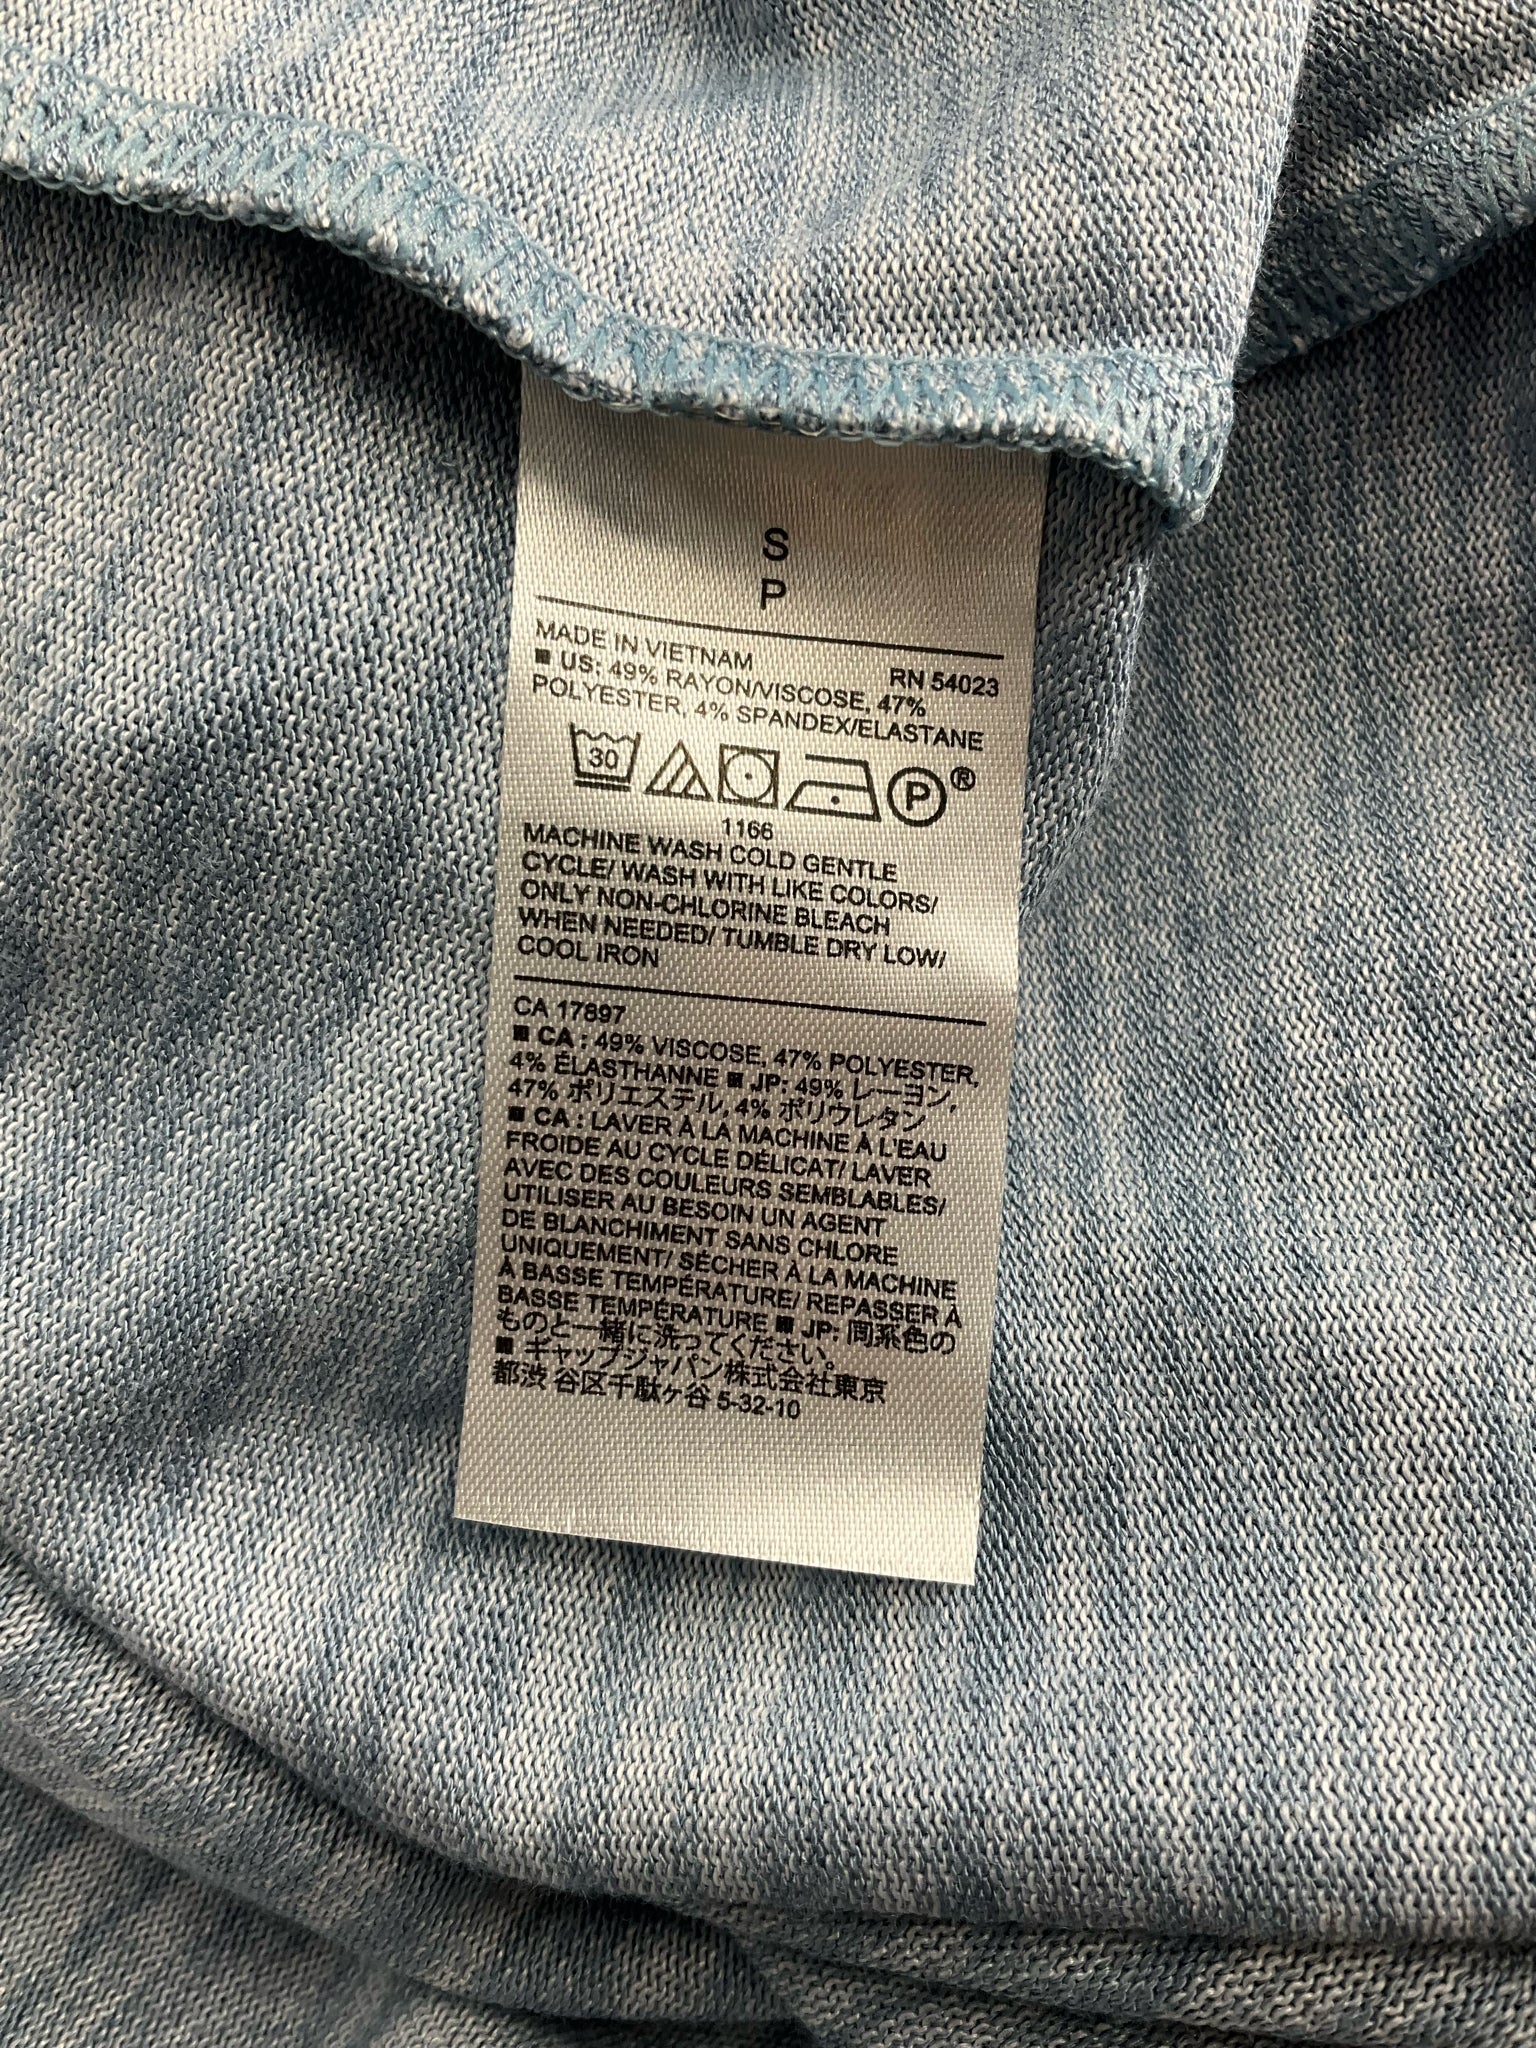 S
P
MADE IN VIETNAM
RN 54023
■ US: 49% RAYON/VISCOSE, 47%
POLYESTER, 4% SPANDEX/ELASTANE
30
P®
1166
MACHINE WASH COLD GENTLE
CYCLE/ WASH WITH LIKE COLORS/
ONLY NON-CHLORINE BLEACH
WHEN NEEDED/ TUMBLE DRY LOW/
COOL IRON
CA 17897
■ CA : 49% VISCOSE, 47% POLYESTER,
4% ÉLASTHANNE ■ JP: 49% レーヨン,
47% ポリエステル, 4% ポリウレタン
■ CA : LAVER À LA MACHINE À L'EAU
FROIDE AU CYCLE DÉLICAT/ LAVER
AVEC DES COULEURS SEMBLABLES/
UTILISER AU BESOIN UN AGENT
DE BLANCHIMENT SANS CHLORE
UNIQUEMENT/ SÉCHER À LA MACHINE
À BASSE TEMPÉRATURE/ REPASSER À
BASSE TEMPÉRATURE ■ JP: 同系色の
ものと一緒に洗ってください。
■ ギャップジャパン株式会社東京
都渋 谷区千駄ヶ谷 5-32-10